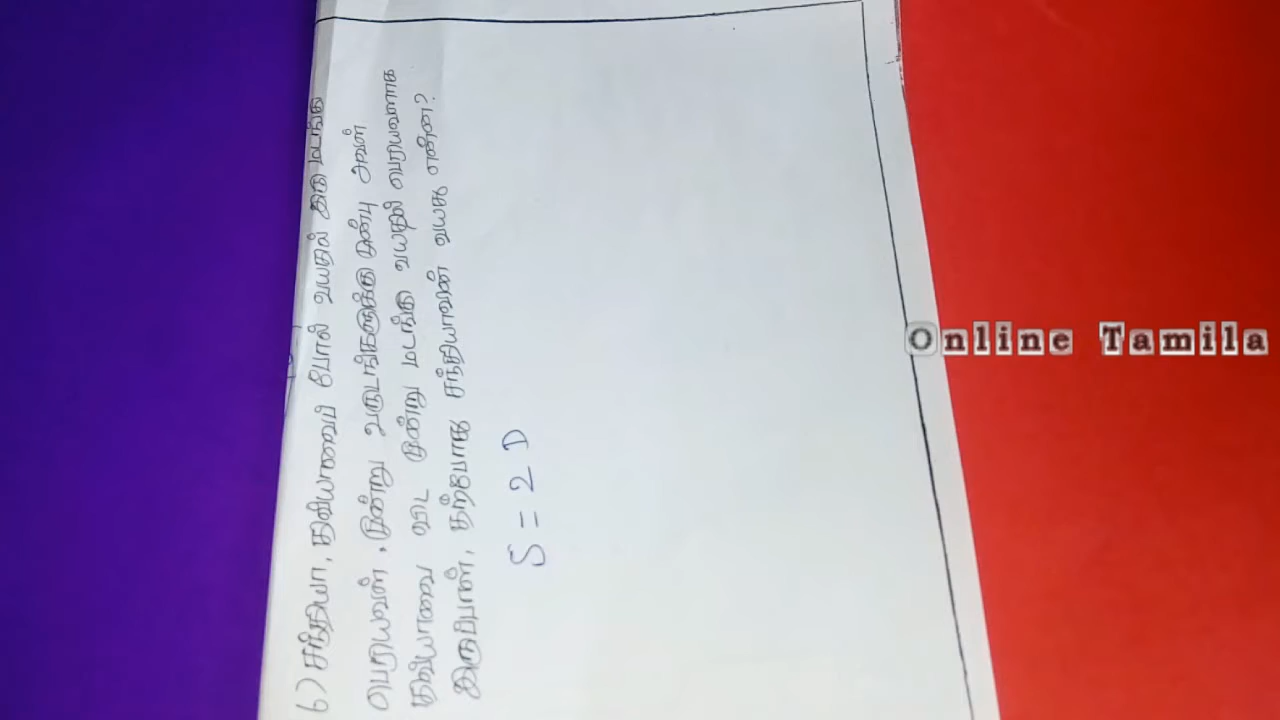 6) சந்தியா, திவ்யாவைப் போல் வயதில் இரு மடங்கு
பெரியவள். மூன்று வருடங்களுக்கு முன்பு அவள்
திவ்யாவை விட மூன்று மடங்கு வயதில் பெரியவளாக
இருப்பாள், தற்போது சந்தியாவின் வயது என்ன?
S = 2 D
Online Tamila